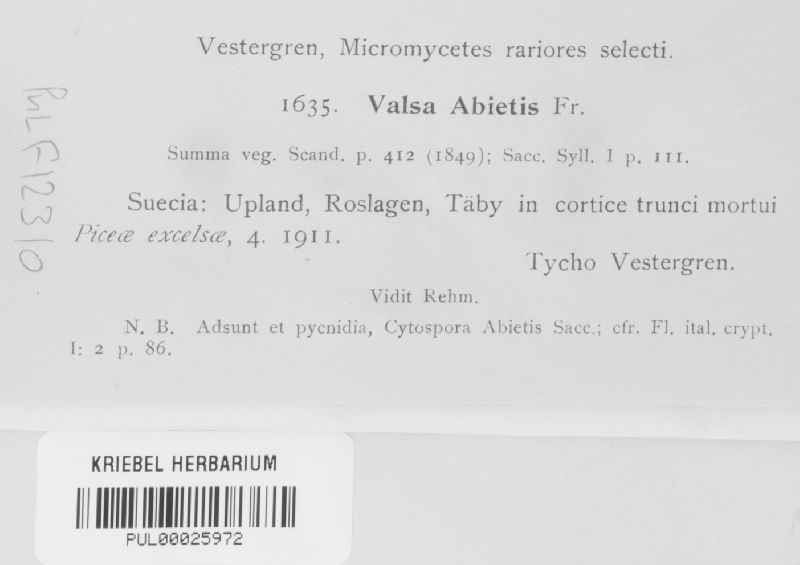 Vestergren, Micromycetes rariores selecti.
1635. Valsa Abietis Fr.
Summa veg. Scand. p. 412 (1849); Sacc. Syll. I p. 111.
Suecia: Upland, Roslagen, Täby in cortice trunci mortui
Piceæ excelsæ, 4. 1911.
Tycho Vestergren.
Vidit Rehm.
N. B. Adsunt et pycnidia, Cytospora Abietis Sacc.; cfr. Fl. ital. crypt.
I: 2 p. 86.
PUL F12310
KRIEBEL HERBARIUM
PUL00025972